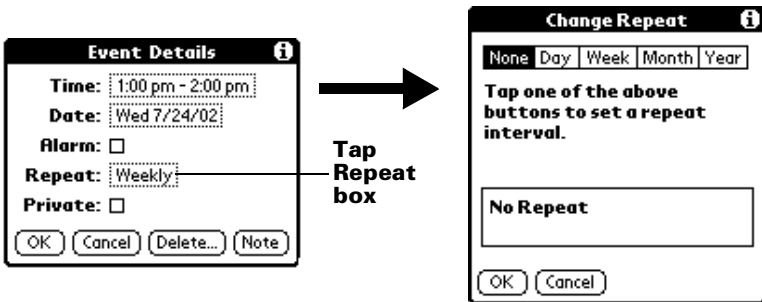 Event Details
Time: 1:00 pm - 2:00 pm
Date: Wed 7/24/02
Alarm:
Repeat: Weekly
Private:
OK Cancel Delete... Note
Tap
Repeat
box
Change Repeat
None Day Week Month Year
Tap one of the above
buttons to set a repeat
interval.
No Repeat
OK Cancel